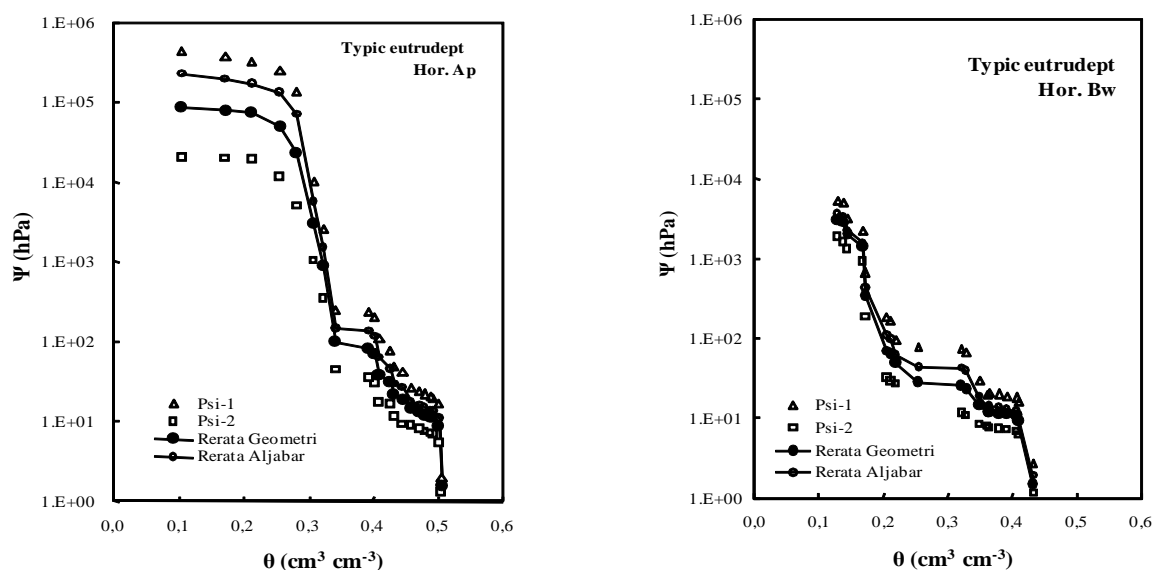 1.E+06
1.E+05
1.E+04
1.E+03
1.E+02
1.E+01
1.E+00
Ψ (hPa)
Typic eutrudept
Hor. Ap
Psi-1
Psi-2
Rerata Geometri
Rerata Aljabar
0,0 0,1 0,2 0,3 0,4 0,5 0,6
θ (cm³ cm⁻³)
1.E+06
1.E+05
1.E+04
1.E+03
1.E+02
1.E+01
1.E+00
Ψ (hPa)
Typic eutrudept
Hor. Bw
Psi-1
Psi-2
Rerata Geometri
Rerata Aljabar
0,0 0,1 0,2 0,3 0,4 0,5 0,6
θ (cm³ cm⁻³)